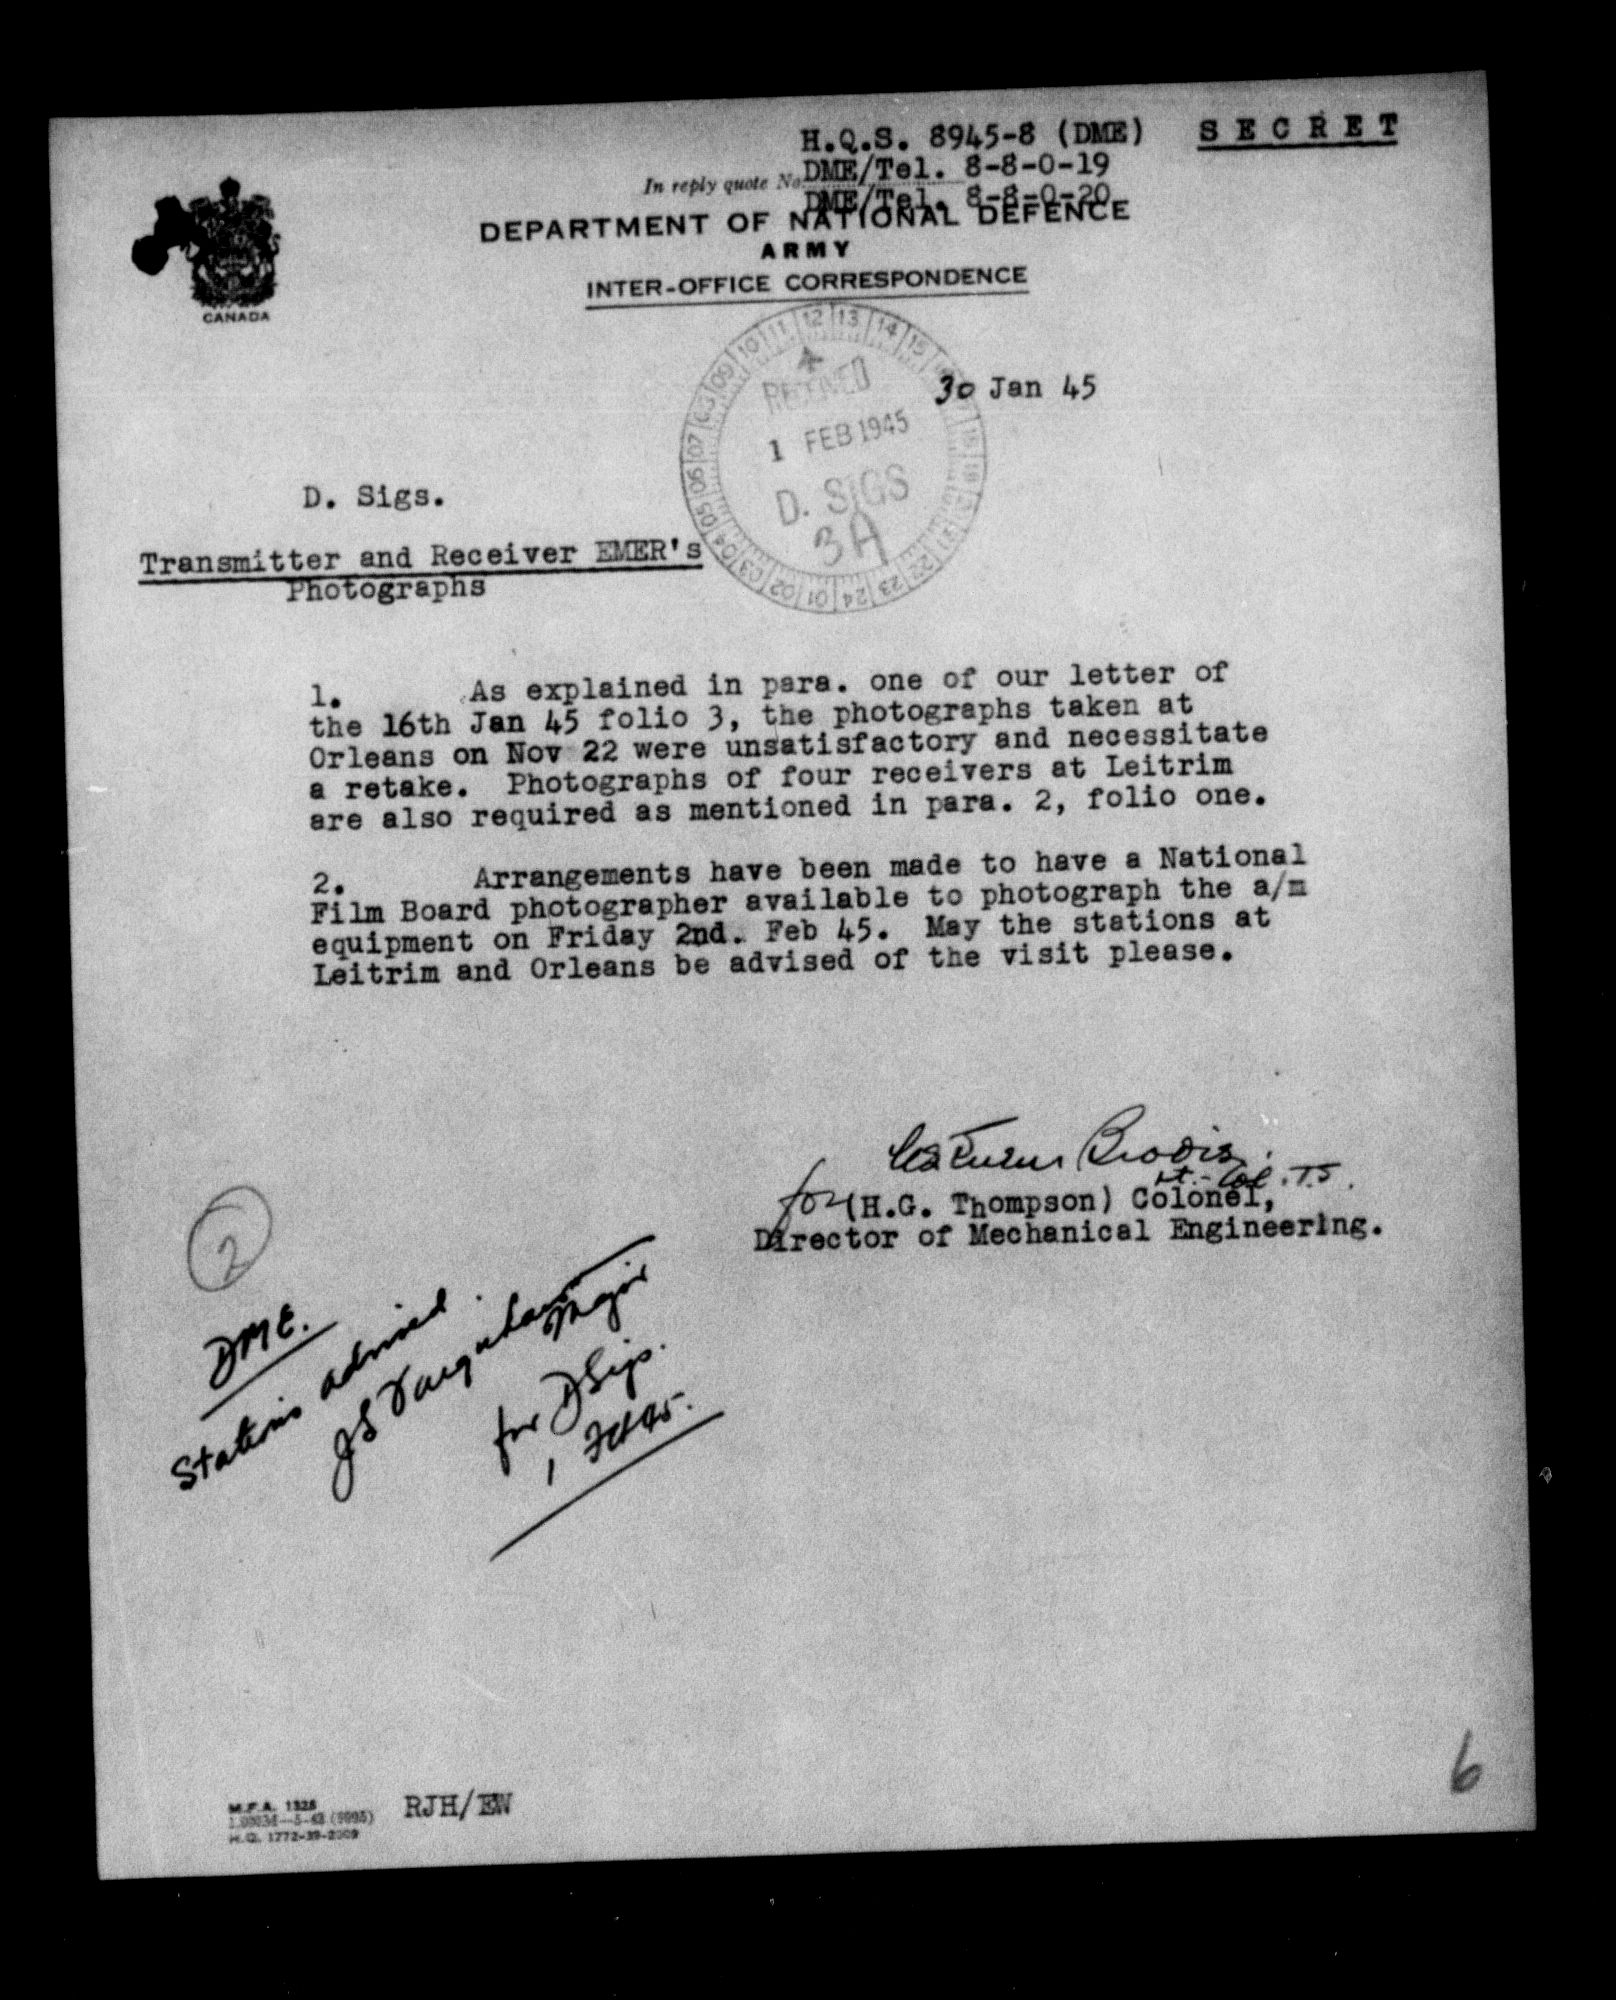 H.Q.S. 8945-8 (DME) SECRET
DME/Tel. 8-8-0-19
In reply quote No.
DME/Tel. 8-8-0-20
DEPARTMENT OF NATIONAL DEFENCE
ARMY
INTER-OFFICE CORRESPONDENCE
CANADA
30 Jan 45
RECEIVED
1 FEB 1945
D. SIGS
3A
D. Sigs.
Transmitter and Receiver EMER's
Photographs
1. As explained in para. one of our letter of
the 16th Jan 45 folio 3, the photographs taken at
Orleans on Nov 22 were unsatisfactory and necessitate
a retake. Photographs of four receivers at Leitrim
are also required as mentioned in para. 2, folio one.
2. Arrangements have been made to have a National
Film Board photographer available to photograph the a/m
equipment on Friday 2nd. Feb 45. May the stations at
Leitrim and Orleans be advised of the visit please.
Lt.-Col. T.S.
for (H.G. Thompson) Colonel,
Director of Mechanical Engineering.
2
DME.
Stations advised.
Major
for DSigs.
1 Feb 45.
6
M.F.A. 1326
H.Q. 1772-39-2009
RJH/EW